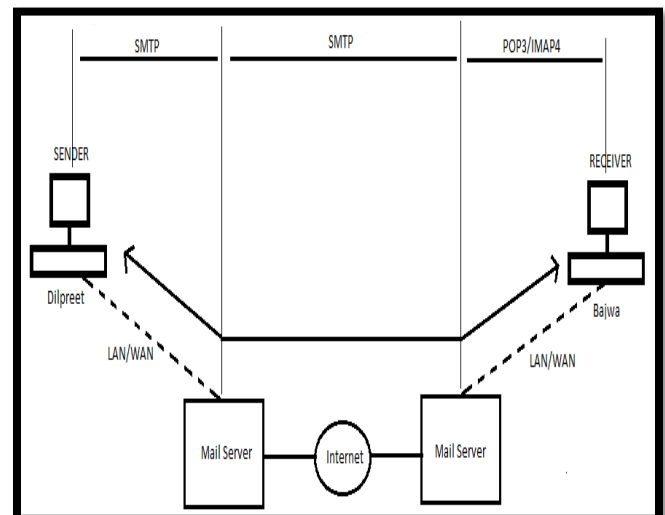 SMTP
SMTP
POP3/IMAP4
SENDER
RECEIVER
Dilpreet
Bajwa
LAN/WAN
LAN/WAN
Mail Server
Internet
Mail Server